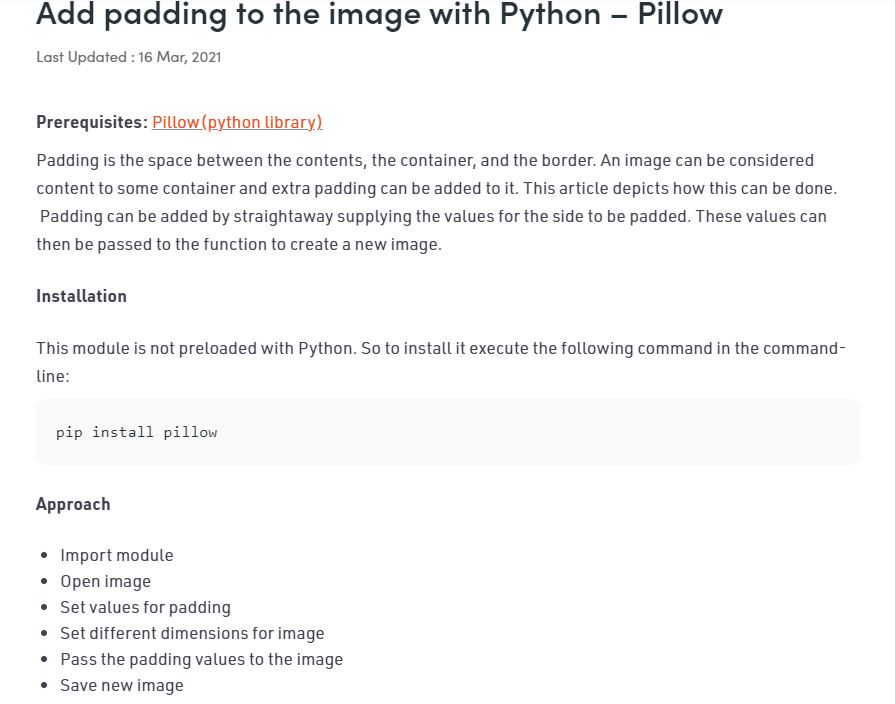 Add padding to the image with Python – Pillow
Last Updated : 16 Mar, 2021
Prerequisites: Pillow(python library)
Padding is the space between the contents, the container, and the border. An image can be considered
content to some container and extra padding can be added to it. This article depicts how this can be done.
Padding can be added by straightaway supplying the values for the side to be padded. These values can
then be passed to the function to create a new image.
Installation
This module is not preloaded with Python. So to install it execute the following command in the command-
line:
pip install pillow
Approach
• Import module
• Open image
• Set values for padding
• Set different dimensions for image
• Pass the padding values to the image
• Save new image